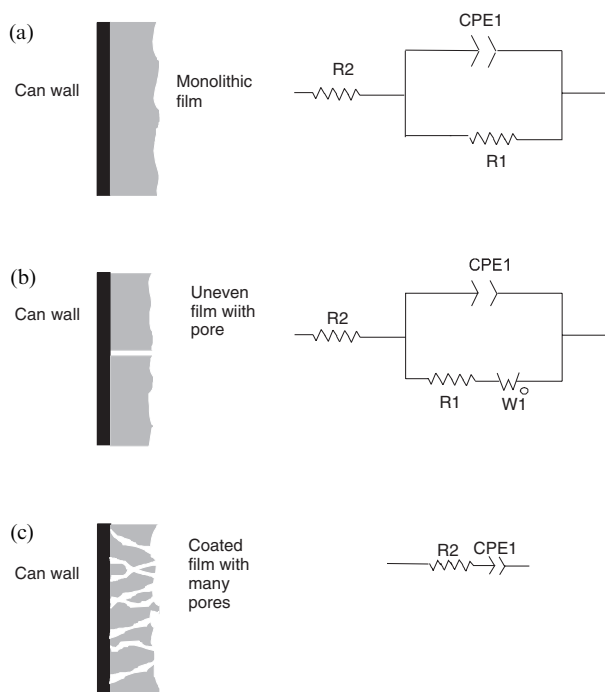 (a)
Can wall
Monolithic
film
R2
CPE1
R1
(b)
Can wall
Uneven
film wiith
pore
R2
CPE1
R1
W1
o
(c)
Can wall
Coated
film with
many
pores
R2
CPE1